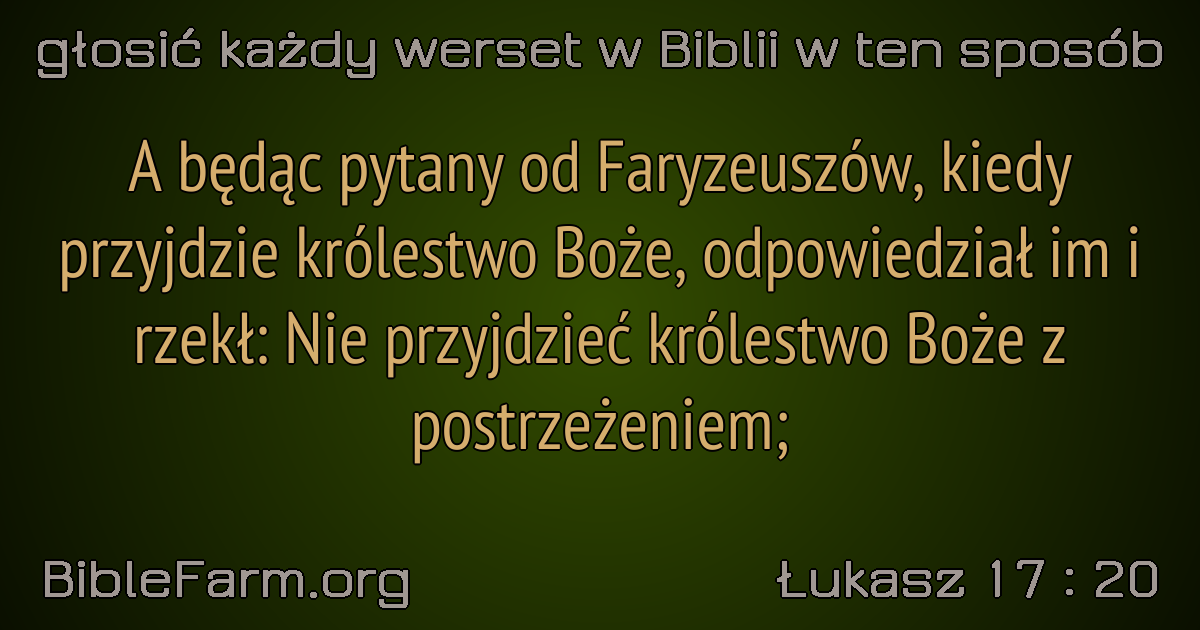 głosić każdy werset w Biblii w ten sposób
A będąc pytany od Faryzeuszów, kiedy
przyjdzie królestwo Boże, odpowiedział im i
rzekł: Nie przyjdzieć królestwo Boże z
postrzeżeniem;
BibleFarm.org
Łukasz 17 : 20